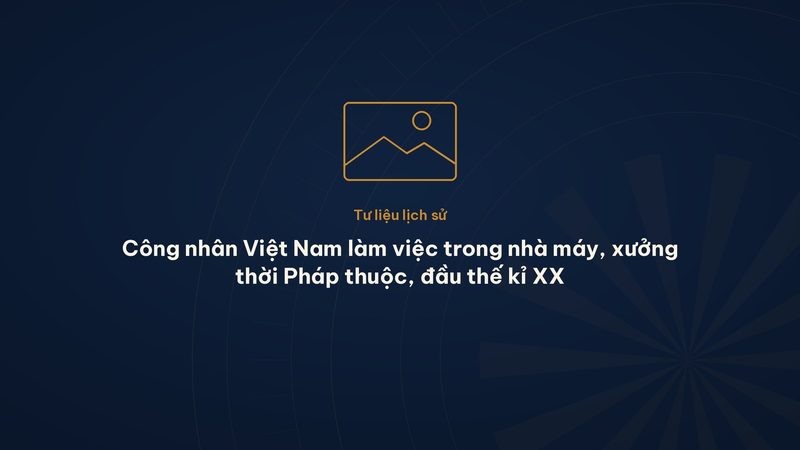 Tư liệu lịch sử
Công nhân Việt Nam làm việc trong nhà máy, xưởng
thời Pháp thuộc, đầu thế kỉ XX